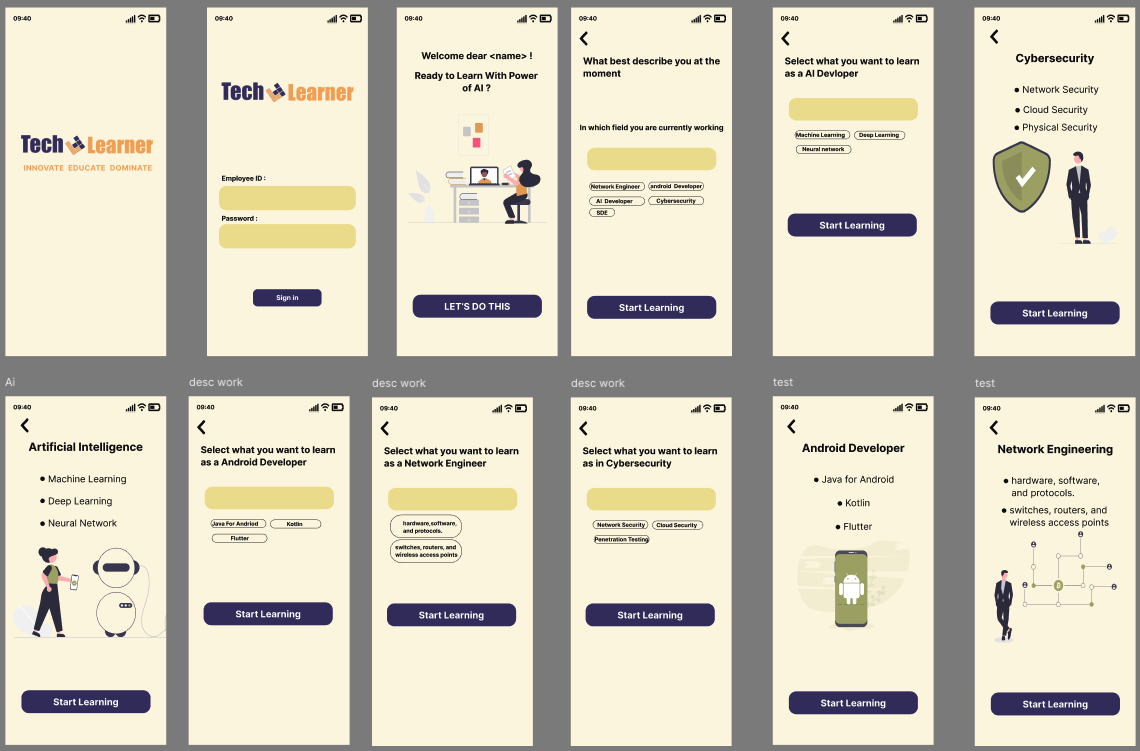 09:40
Tech Learner
INNOVATE EDUCATE DOMINATE
09:40
Tech Learner
Employee ID :
Password :
Sign in
09:40
Welcome dear <name> !
Ready to Learn With Power
of AI ?
LET'S DO THIS
09:40
What best describe you at the
moment
In which field you are currently working
Network Engineer
android Developer
AI Developer
Cybersecurity
SDE
Start Learning
09:40
Select what you want to learn
as a AI Devloper
Machine Learning
Deep Learning
Neural network
Start Learning
09:40
Cybersecurity
• Network Security
• Cloud Security
• Physical Security
Start Learning
Ai
09:40
Artificial Intelligence
• Machine Learning
• Deep Learning
• Neural Network
Start Learning
desc work
09:40
Select what you want to learn
as a Android Developer
Java For Andriod
Kotlin
Flutter
Start Learning
desc work
09:40
Select what you want to learn
as a Network Engineer
hardware,software,
and protocols.
switches, routers, and
wireless access points
Start Learning
desc work
09:40
Select what you want to learn
as in Cybersecurity
Network Security
Cloud Security
Penetration Testing
Start Learning
test
09:40
Android Developer
• Java for Android
• Kotlin
• Flutter
Start Learning
test
09:40
Network Engineering
• hardware, software,
and protocols.
• switches, routers, and
wireless access points
Start Learning